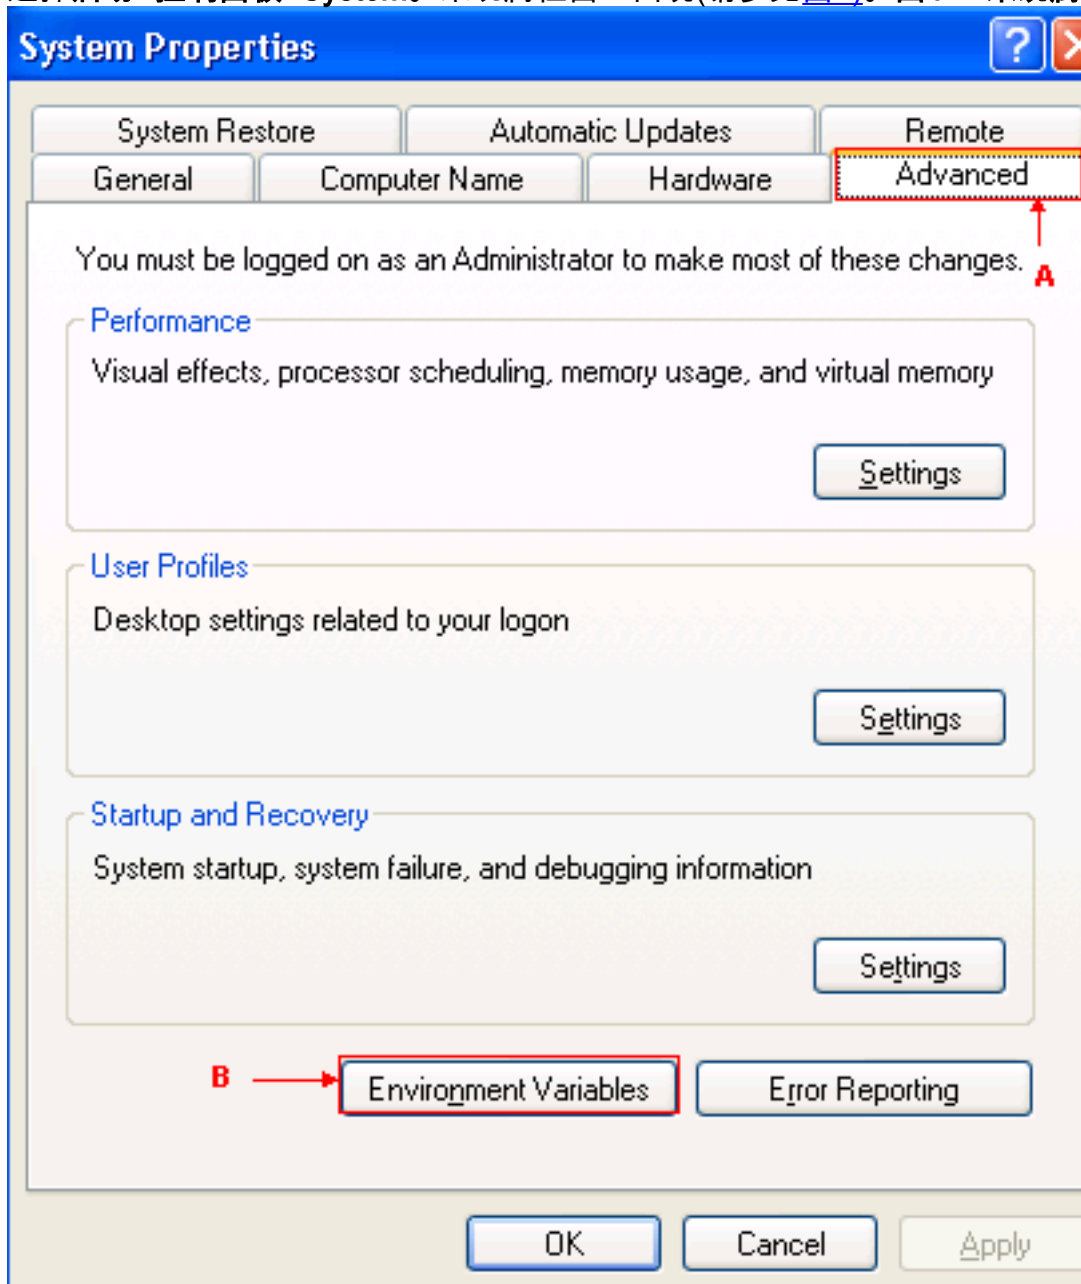 System Properties
System Restore Automatic Updates Remote
General Computer Name Hardware Advanced
You must be logged on as an Administrator to make most of these changes.
A
Performance
Visual effects, processor scheduling, memory usage, and virtual memory
Settings
User Profiles
Desktop settings related to your logon
Settings
Startup and Recovery
System startup, system failure, and debugging information
Settings
B
Environment Variables Error Reporting
OK Cancel Apply